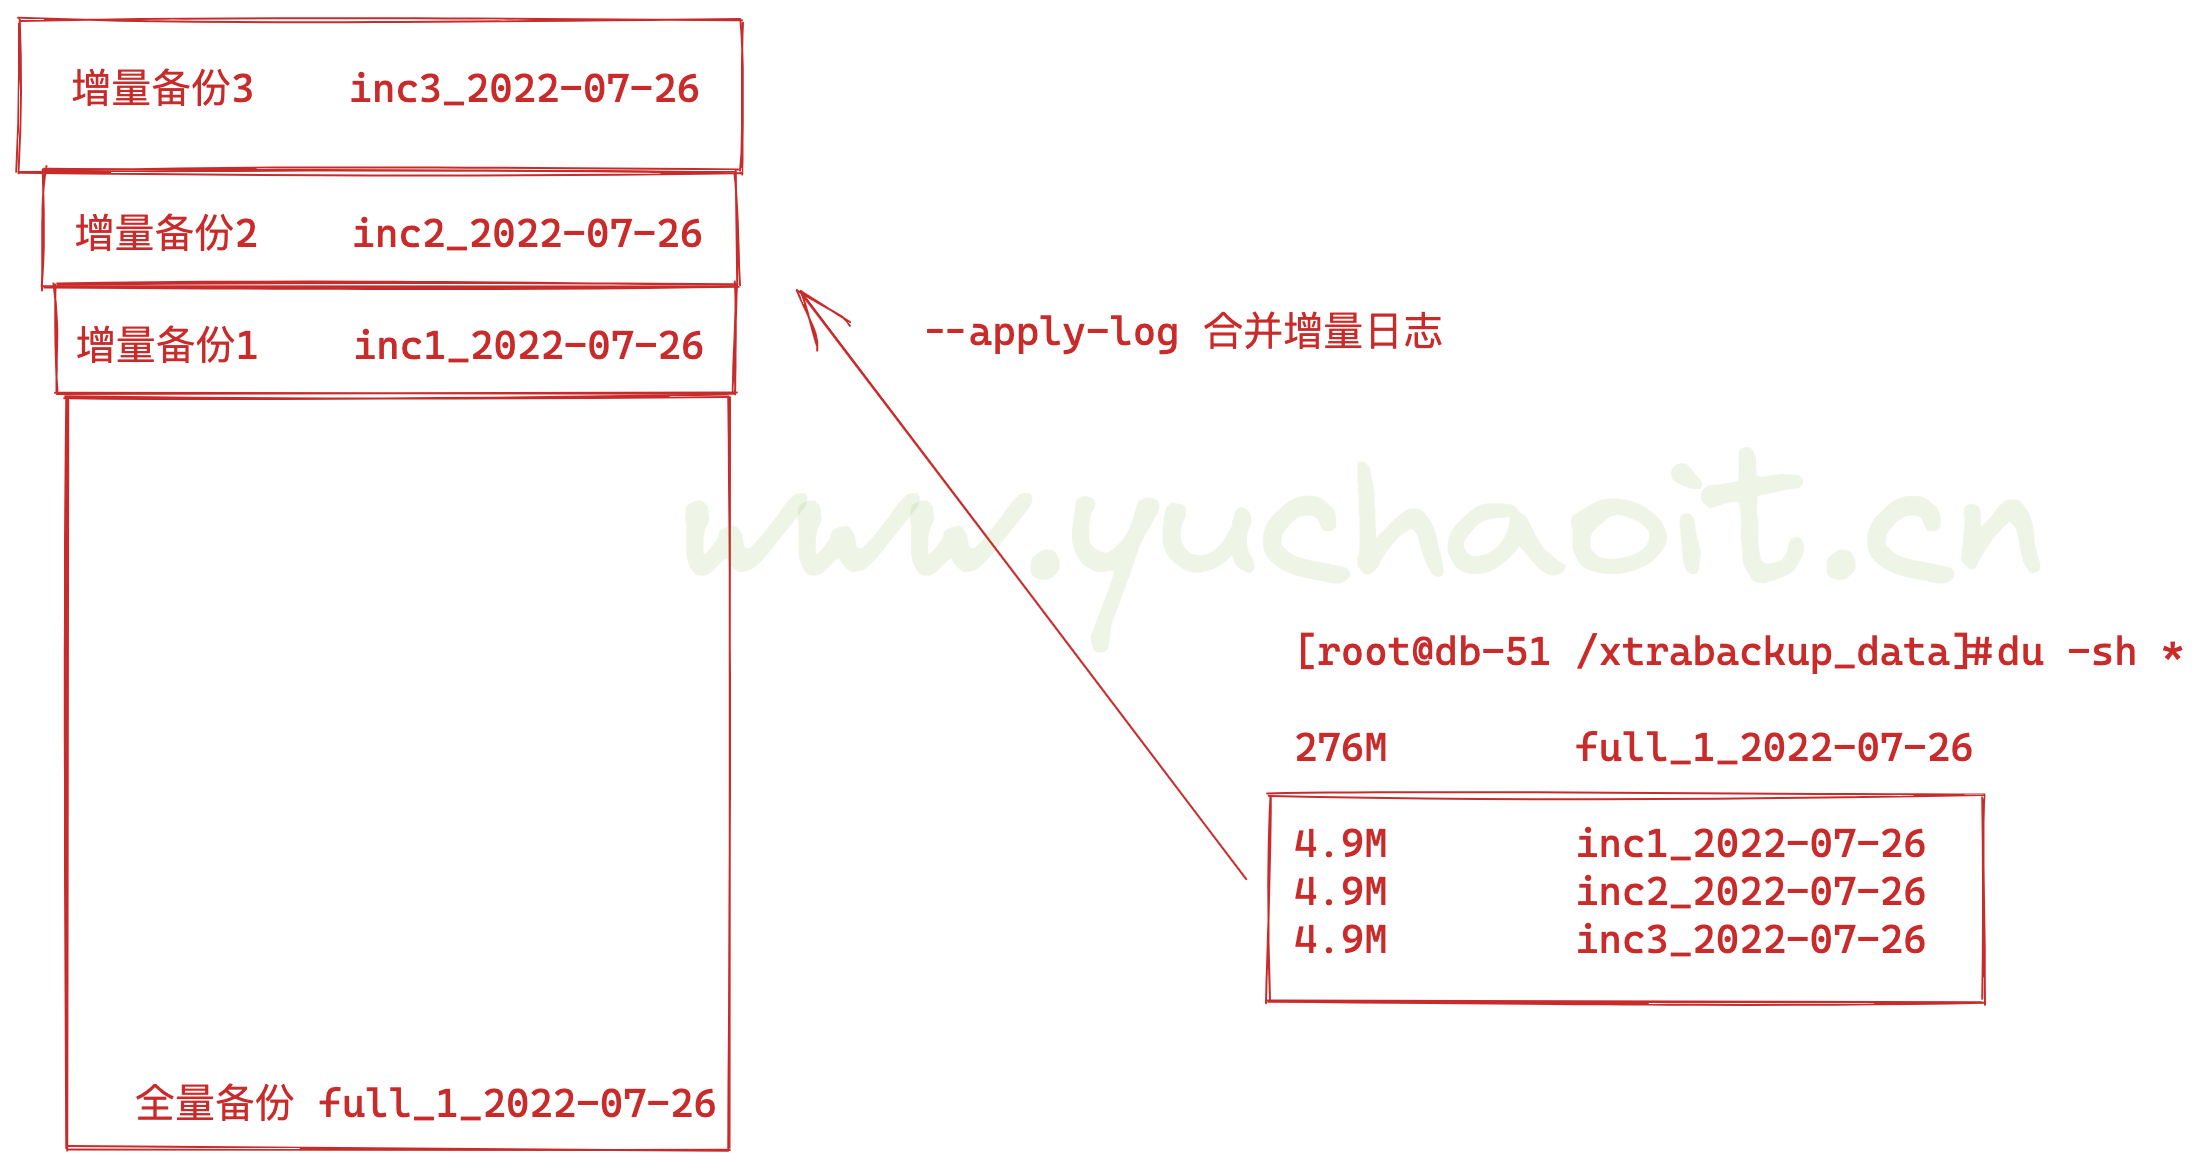 增量备份3 inc3_2022-07-26
增量备份2 inc2_2022-07-26
增量备份1 inc1_2022-07-26
--apply-log 合并增量日志
www.yuchaoit.cn
[root@db-51 /xtrabackup_data]#du -sh *
276M full_1_2022-07-26
4.9M inc1_2022-07-26
4.9M inc2_2022-07-26
4.9M inc3_2022-07-26
全量备份 full_1_2022-07-26